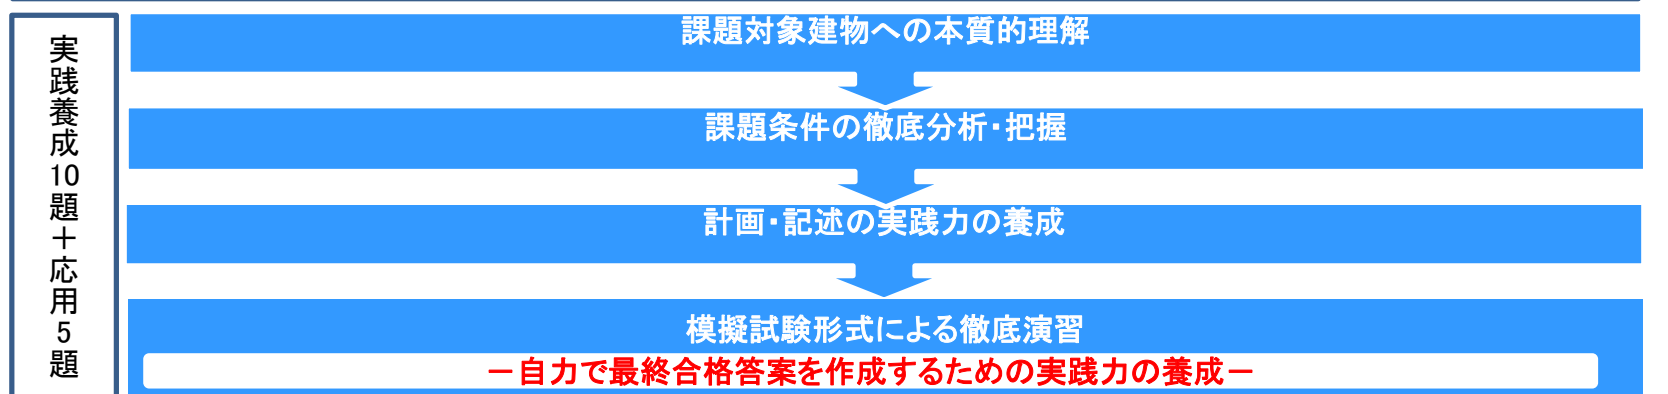 実践養成10題＋応用5題
課題対象建物への本質的理解
課題条件の徹底分析・把握
計画・記述の実践力の養成
模擬試験形式による徹底演習
－自力で最終合格答案を作成するための実践力の養成－